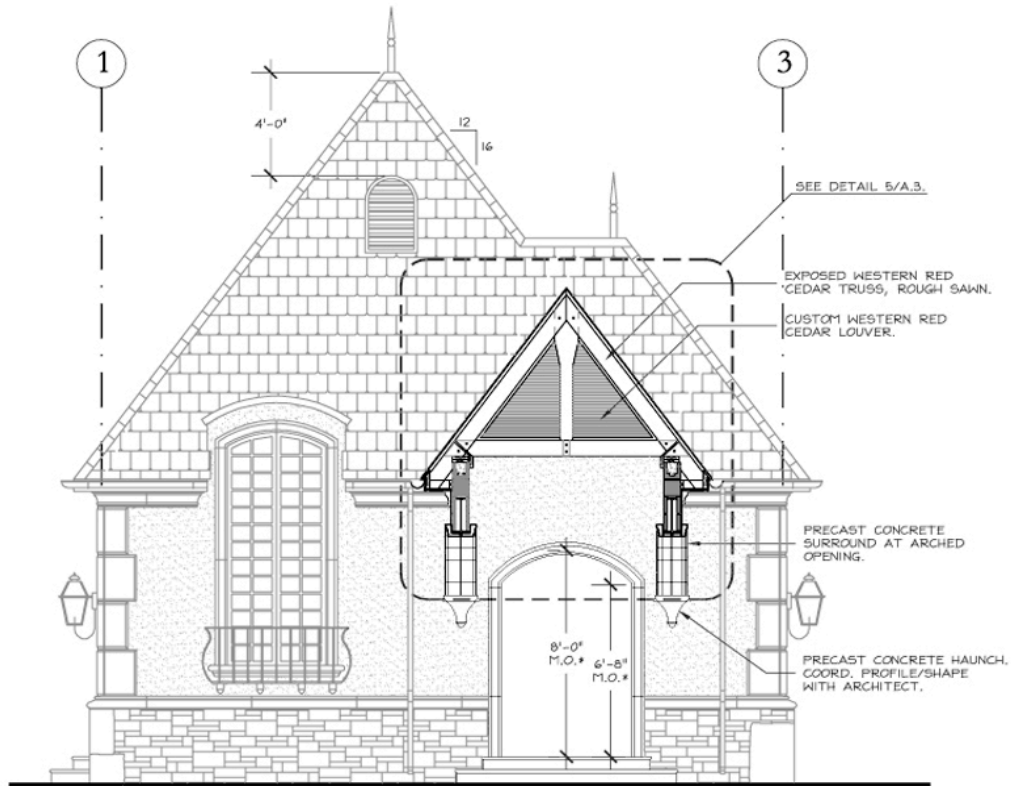 1
3
4'-0"
12
16
SEE DETAIL 5/A.3.
EXPOSED WESTERN RED
CEDAR TRUSS, ROUGH SAWN.
CUSTOM WESTERN RED
CEDAR LOUVER.
PRECAST CONCRETE
SURROUND AT ARCHED
OPENING.
8'-0"
M.O.*
6'-8"
M.O.*
PRECAST CONCRETE HAUNCH.
COORD. PROFILE/SHAPE
WITH ARCHITECT.